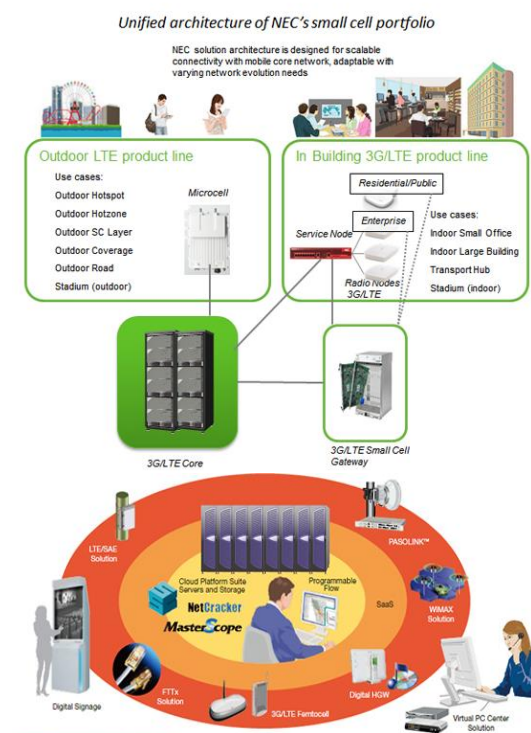 Unified architecture of NEC's small cell portfolio
NEC solution architecture is designed for scalable
connectivity with mobile core network, adaptable with
varying network evolution needs
Outdoor LTE product line
Use cases:
Outdoor Hotspot
Outdoor Hotzone
Outdoor SC Layer
Outdoor Coverage
Outdoor Road
Stadium (outdoor)
Microcell
In Building 3G/LTE product line
Residential/Public
Enterprise
Service Node
Radio Nodes
3G/LTE
Use cases:
Indoor Small Office
Indoor Large Building
Transport Hub
Stadium (indoor)
3G/LTE Core
3G/LTE Small Cell
Gateway
LTE/SAE
Solution
PASOLINK™
Cloud Platform Suite
Servers and Storage
Programmable
Flow
NetCracker
MasterScope
SaaS
WiMAX
Solution
Digital Signage
FTTx
Solution
3G/LTE Femtocell
Digital HGW
Virtual PC Center
Solution